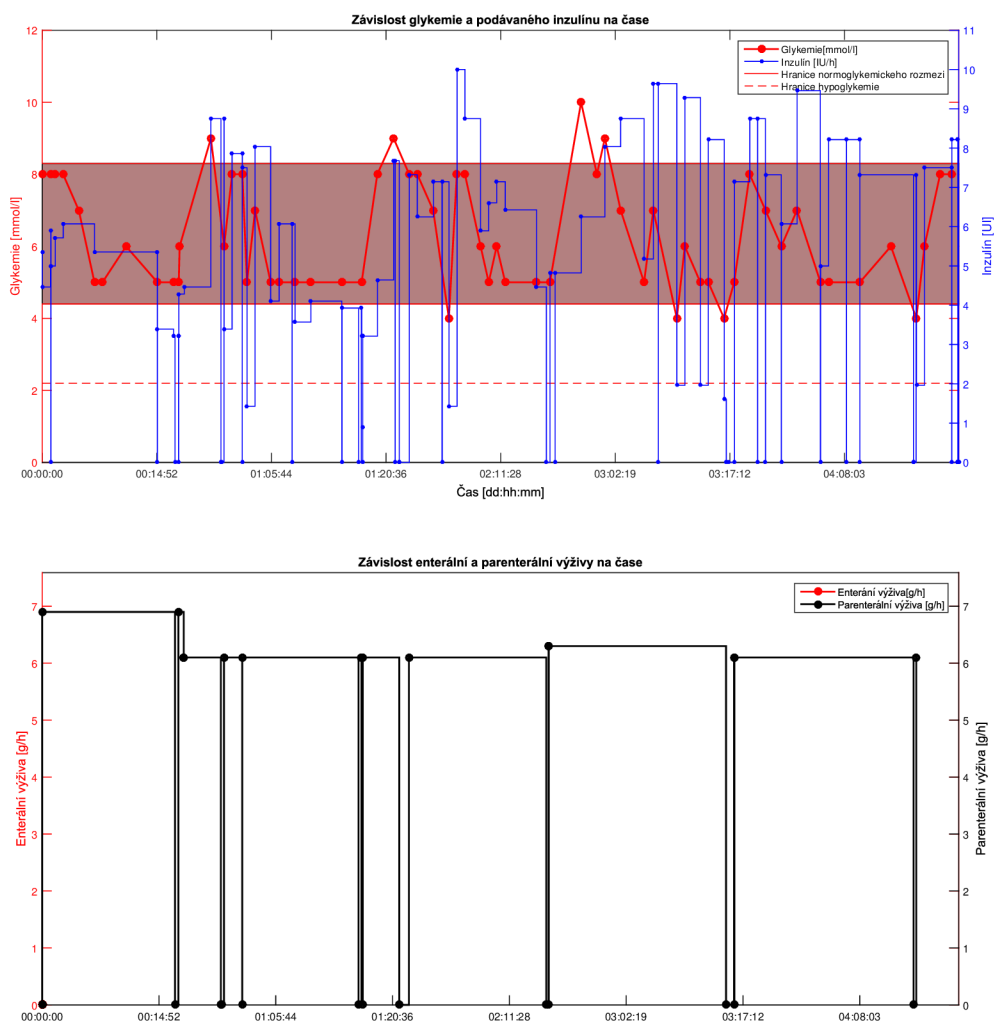 Závislost glykemie a podávaného inzulínu na čase
Glykemie[mmol/l]
Inzulín [IU/h]
Hranice normoglykemickeho rozmezi
Hranice hypoglykemie
Glykemie [mmol/l]
12
10
8
6
4
2
0
Inzulín [UI]
11
10
9
8
7
6
5
4
3
2
1
0
00:00:00 00:14:52 01:05:44 01:20:36 02:11:28 03:02:19 03:17:12 04:08:03
Čas [dd:hh:mm]
Závislost enterální a parenterální výživy na čase
Enterání výživa[g/h]
Parenterální výživa [g/h]
Enterální výživa [g/h]
7
6
5
4
3
2
1
0
Parenterální výživa [g/h]
7
6
5
4
3
2
1
0
00:00:00 00:14:52 01:05:44 01:20:36 02:11:28 03:02:19 03:17:12 04:08:03